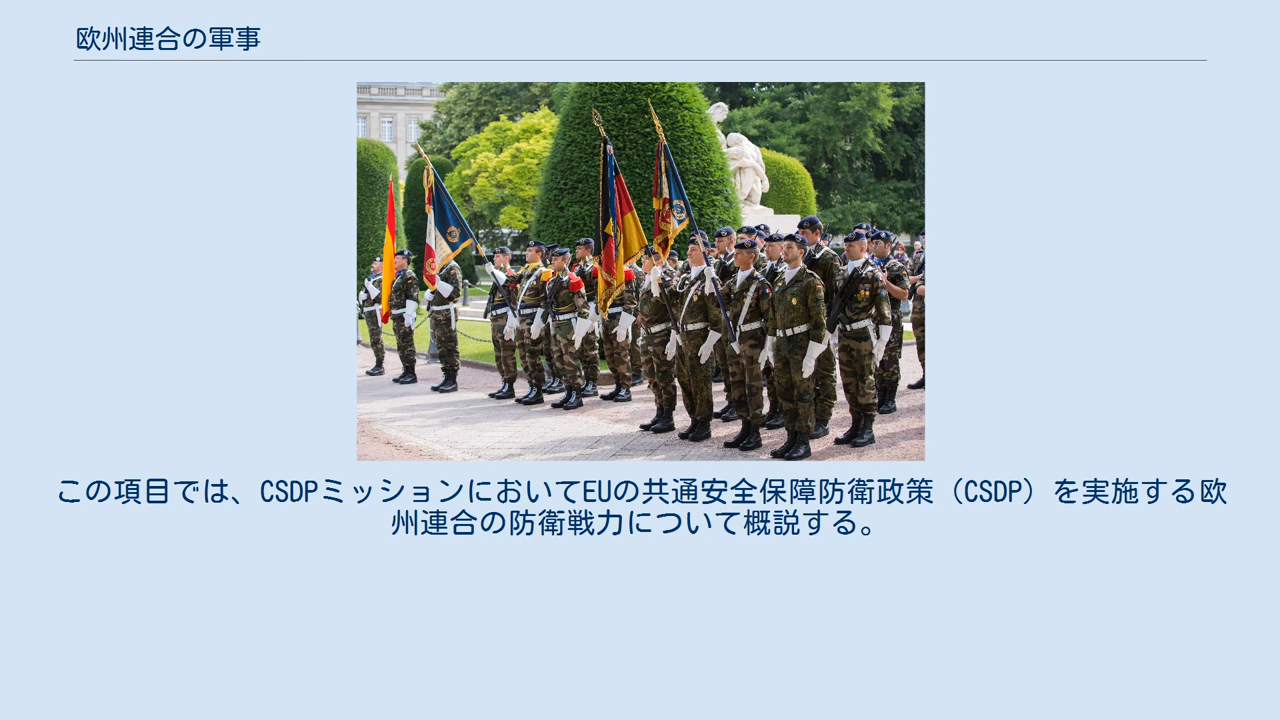 欧州連合の軍事
この項目では、CSDPミッションにおいてEUの共通安全保障防衛政策（CSDP）を実施する欧
州連合の防衛戦力について概説する。